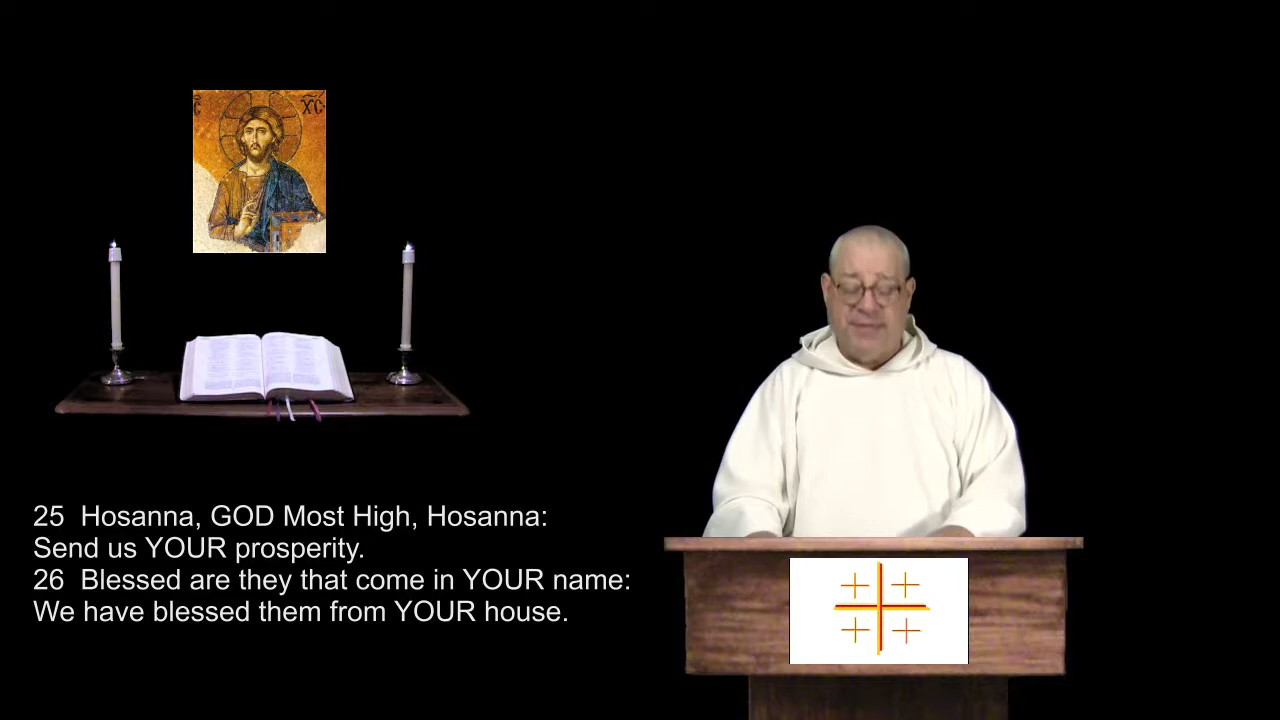 25  Hosanna, GOD Most High, Hosanna:
Send us YOUR prosperity.
26  Blessed are they that come in YOUR name:
We have blessed them from YOUR house.